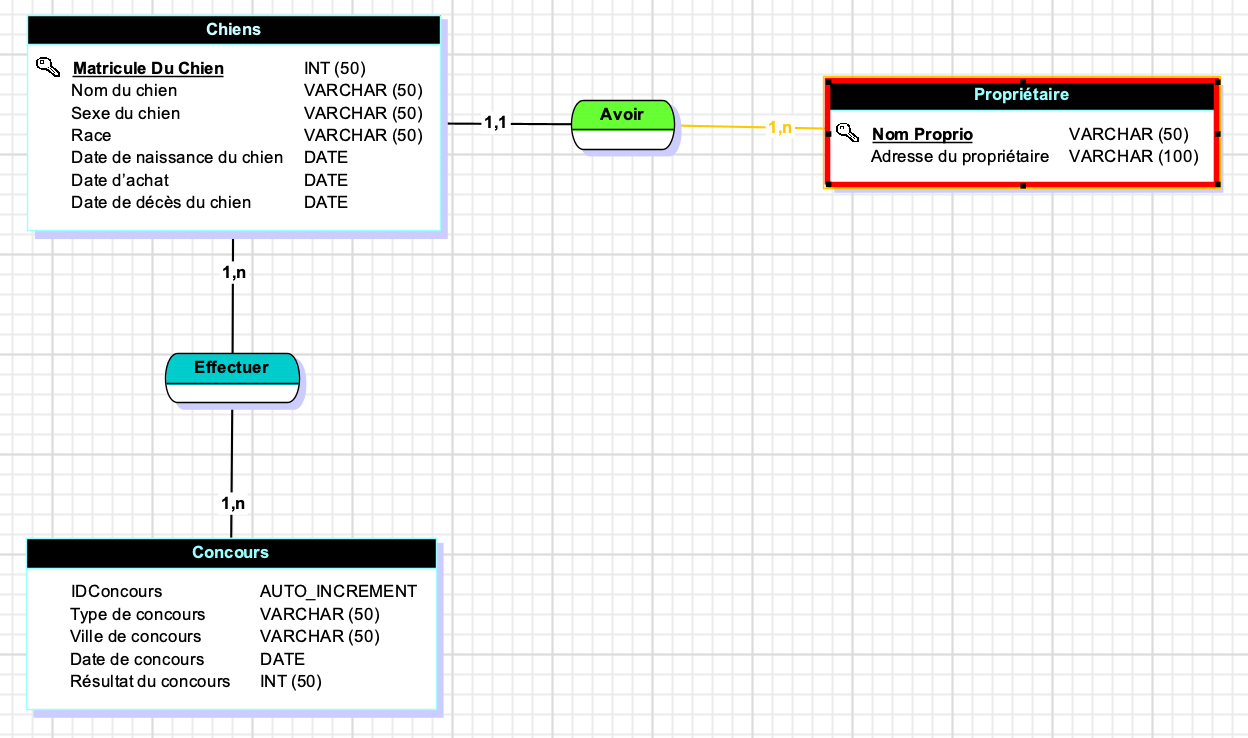 Chiens
Matricule Du Chien INT (50)
Nom du chien VARCHAR (50)
Sexe du chien VARCHAR (50)
Race VARCHAR (50)
Date de naissance du chien DATE
Date d'achat DATE
Date de décès du chien DATE
1,1
Avoir
1,n
Propriétaire
Nom Proprio VARCHAR (50)
Adresse du propriétaire VARCHAR (100)
1,n
Effectuer
1,n
Concours
IDConcours AUTO_INCREMENT
Type de concours VARCHAR (50)
Ville de concours VARCHAR (50)
Date de concours DATE
Résultat du concours INT (50)